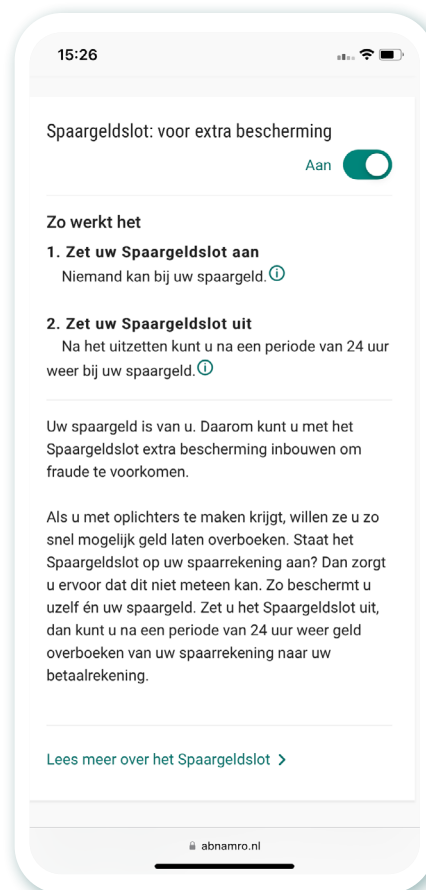 15:26
Spaargeldslot: voor extra bescherming
Aan
Zo werkt het
1. Zet uw Spaargeldslot aan
Niemand kan bij uw spaargeld.
2. Zet uw Spaargeldslot uit
Na het uitzetten kunt u na een periode van 24 uur
weer bij uw spaargeld.
Uw spaargeld is van u. Daarom kunt u met het
Spaargeldslot extra bescherming inbouwen om
fraude te voorkomen.
Als u met oplichters te maken krijgt, willen ze u zo
snel mogelijk geld laten overboeken. Staat het
Spaargeldslot op uw spaarrekening aan? Dan zorgt
u ervoor dat dit niet meteen kan. Zo beschermt u
uzelf én uw spaargeld. Zet u het Spaargeldslot uit,
dan kunt u na een periode van 24 uur weer geld
overboeken van uw spaarrekening naar uw
betaalrekening.
Lees meer over het Spaargeldslot
abnamro.nl